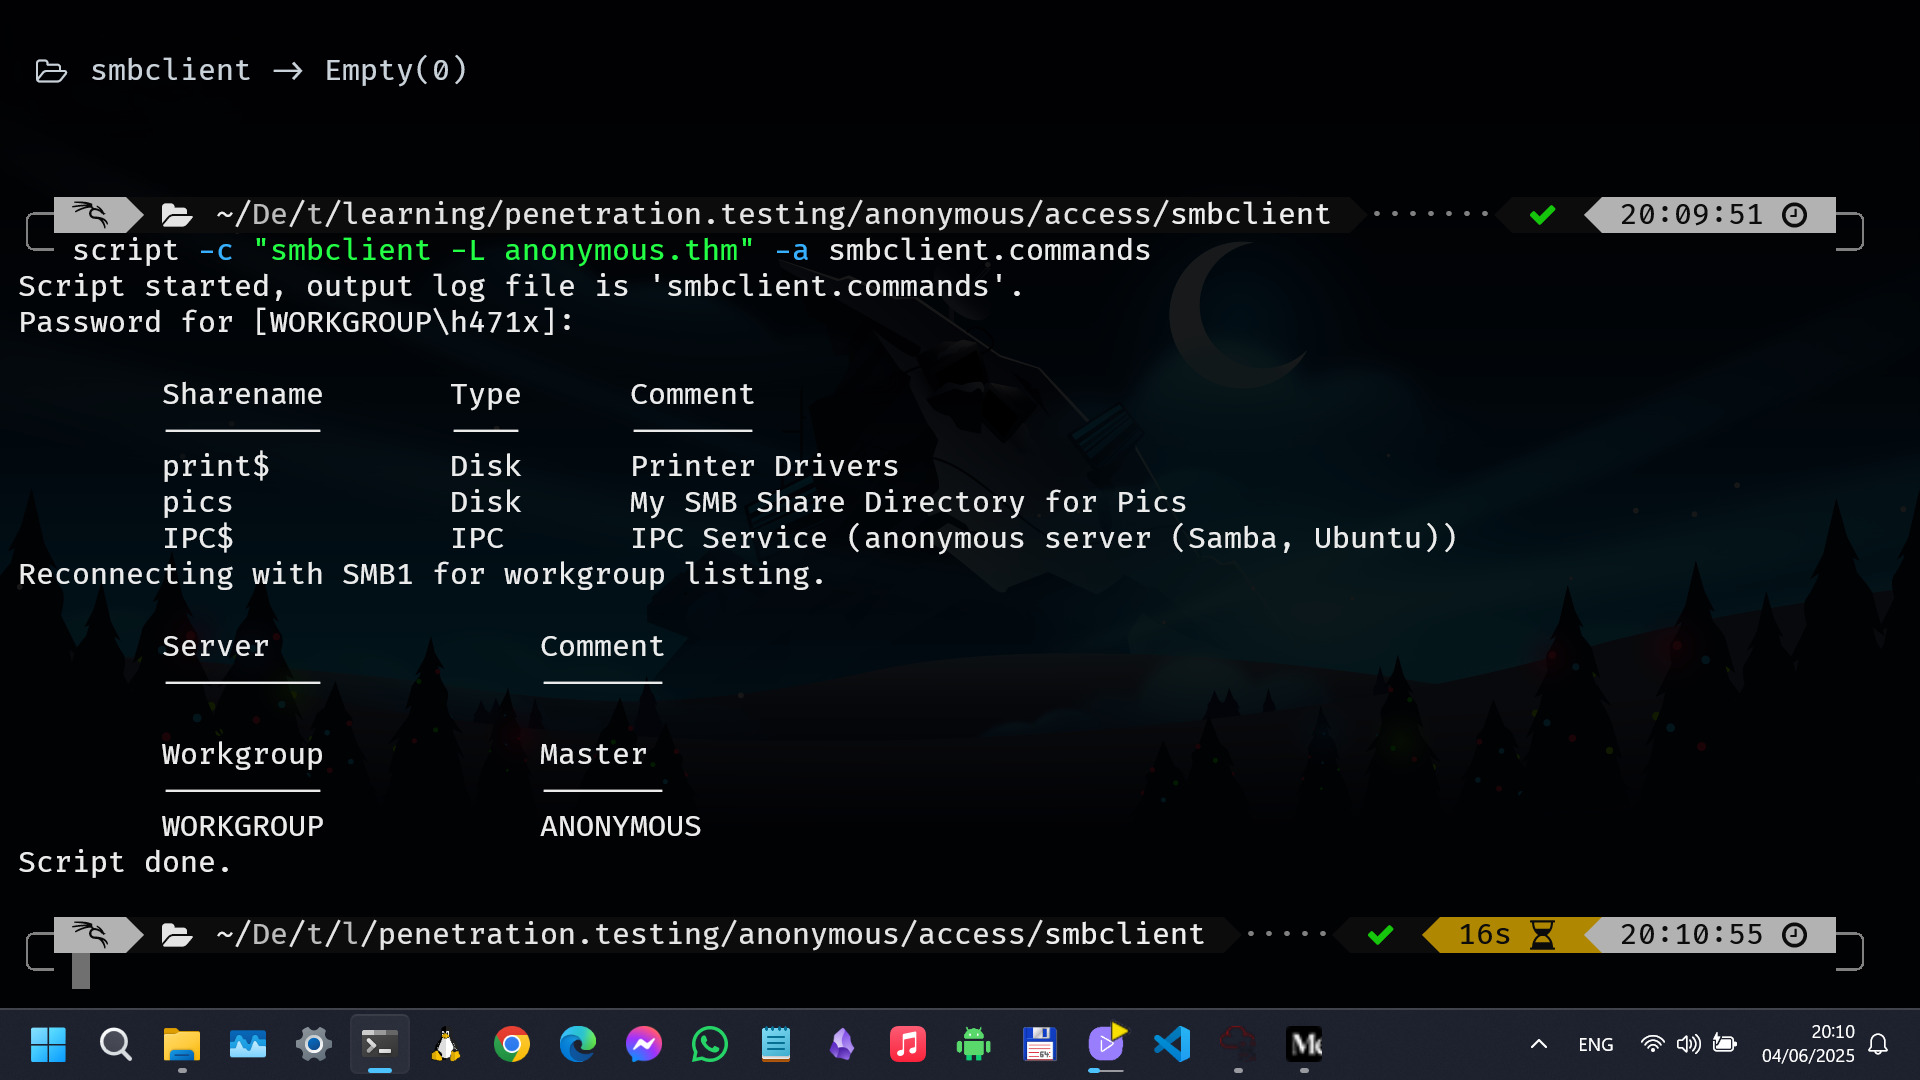 smbclient → Empty(0)
~/De/t/learning/penetration.testing/anonymous/access/smbclient ······· ✔ 20:09:51
script -c "smbclient -L anonymous.thm" -a smbclient.commands
Script started, output log file is 'smbclient.commands'.
Password for [WORKGROUP\h471x]:
Sharename Type Comment
--------- ---- -------
print$ Disk Printer Drivers
pics Disk My SMB Share Directory for Pics
IPC$ IPC IPC Service (anonymous server (Samba, Ubuntu))
Reconnecting with SMB1 for workgroup listing.
Server Comment
--------- -------
Workgroup Master
--------- -------
WORKGROUP ANONYMOUS
Script done.
~/De/t/l/penetration.testing/anonymous/access/smbclient ····· ✔ 16s 20:10:55
64
Me
ENG
20:10
04/06/2025